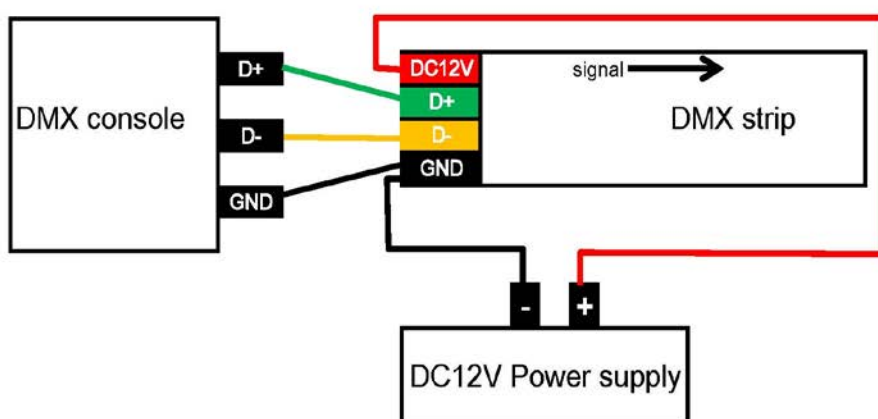 DMX console
D+
D-
GND
DC12V
D+
D-
GND
signal
DMX strip
-
+
DC12V Power supply